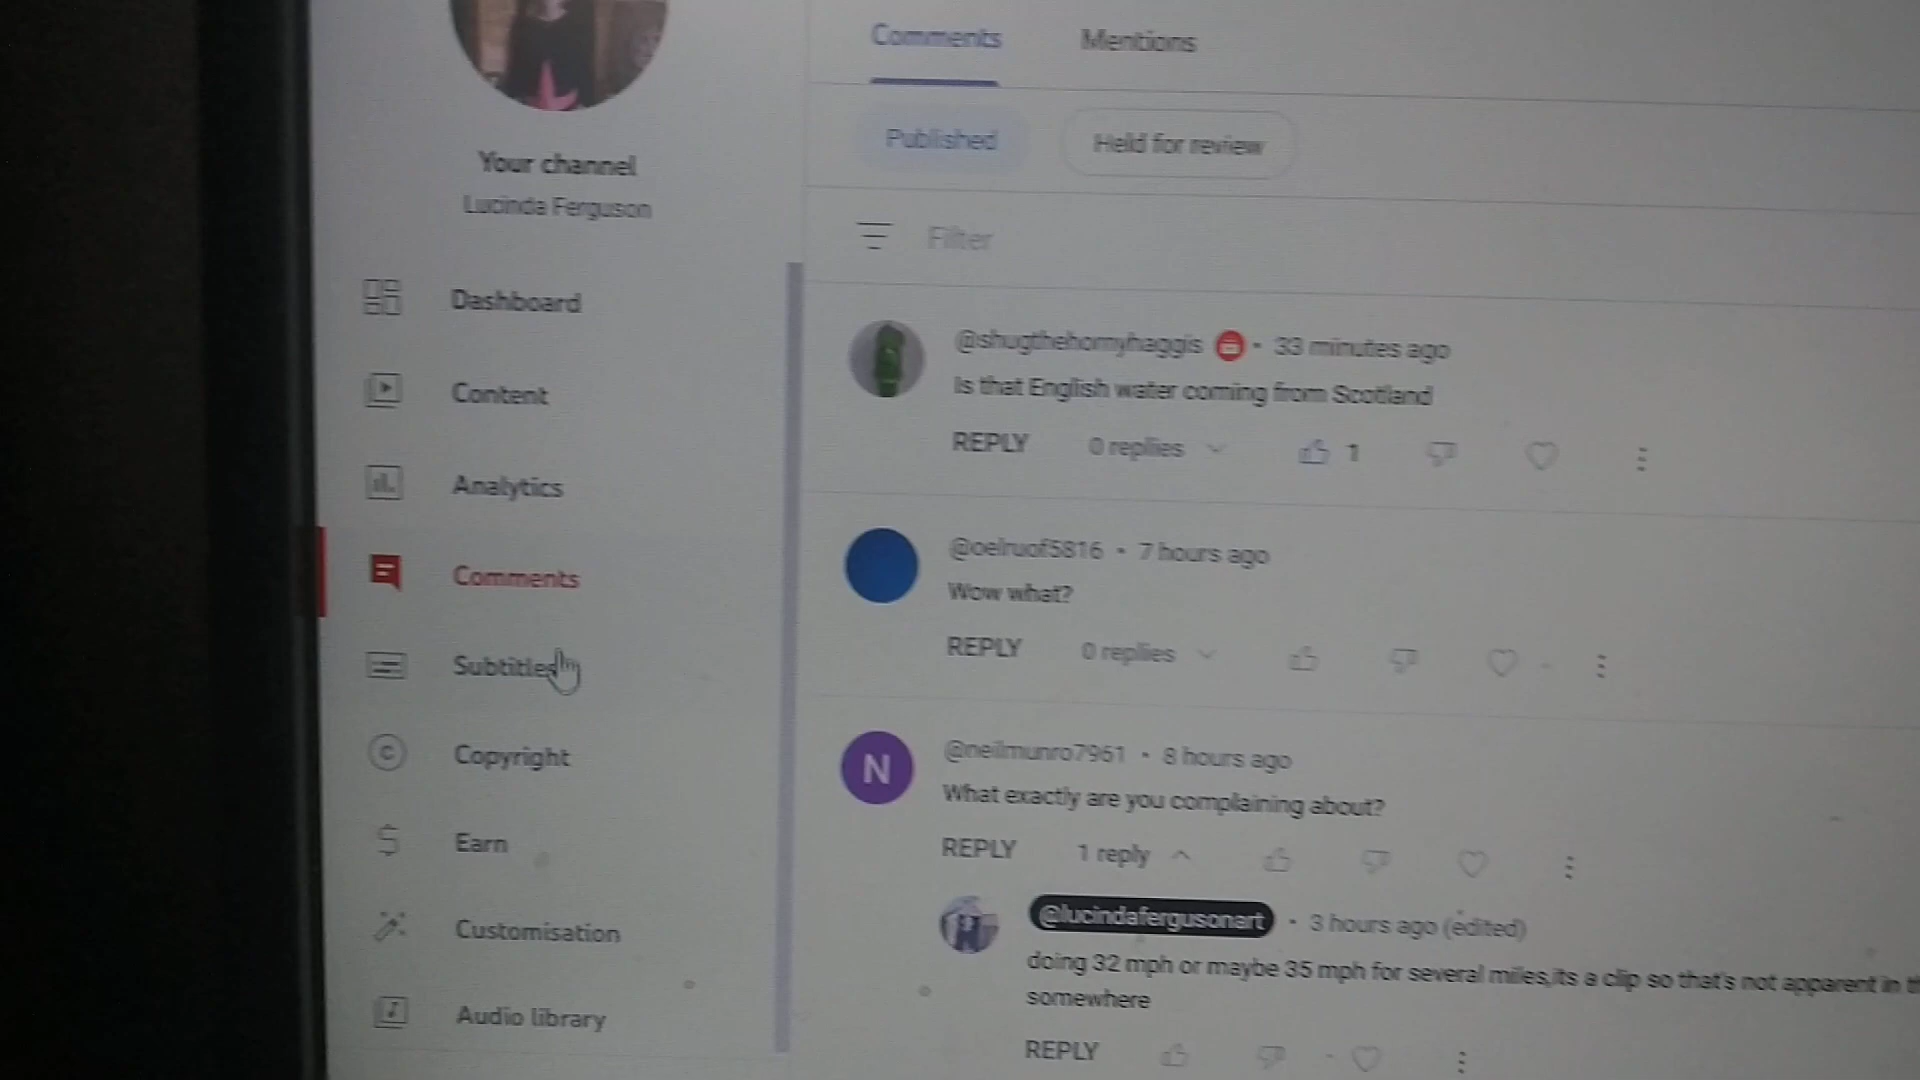 Comments
Mentions
Published
Held for review
Your channel
Lucinda Ferguson
Filter
Dashboard
Content
Analytics
Comments
Subtitles
Copyright
Earn
Customisation
Audio library
@shugthehornyhaggis • 33 minutes ago
Is that English water coming from Scotland
REPLY 0 replies 1
@oelruof5816 • 7 hours ago
Wow what?
REPLY 0 replies
N
@neilmunro7961 • 8 hours ago
What exactly are you complaining about?
REPLY 1 reply
@lucindafergusonart • 3 hours ago (edited)
doing 32 mph or maybe 35 mph for several miles,its a clip so that's not apparent in
somewhere
REPLY